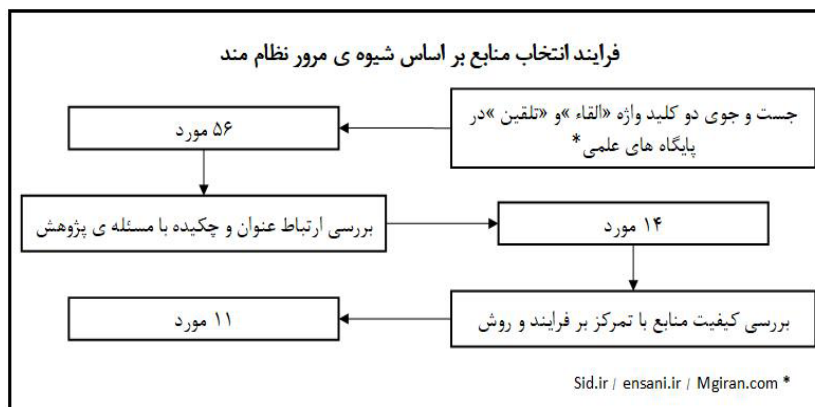 فرایند انتخاب منابع بر اساس شیوه ی مرور نظام مند
جست و جوی دو کلید واژه «القاء »و «تلقین »در
پایگاه های علمی*
۵۶ مورد
بررسی ارتباط عنوان و چکیده با مسئله ی پژوهش
۱۴ مورد
بررسی کیفیت منابع با تمرکز بر فرایند و روش
۱۱ مورد
* Sid.ir / ensani.ir / Mgiran.com